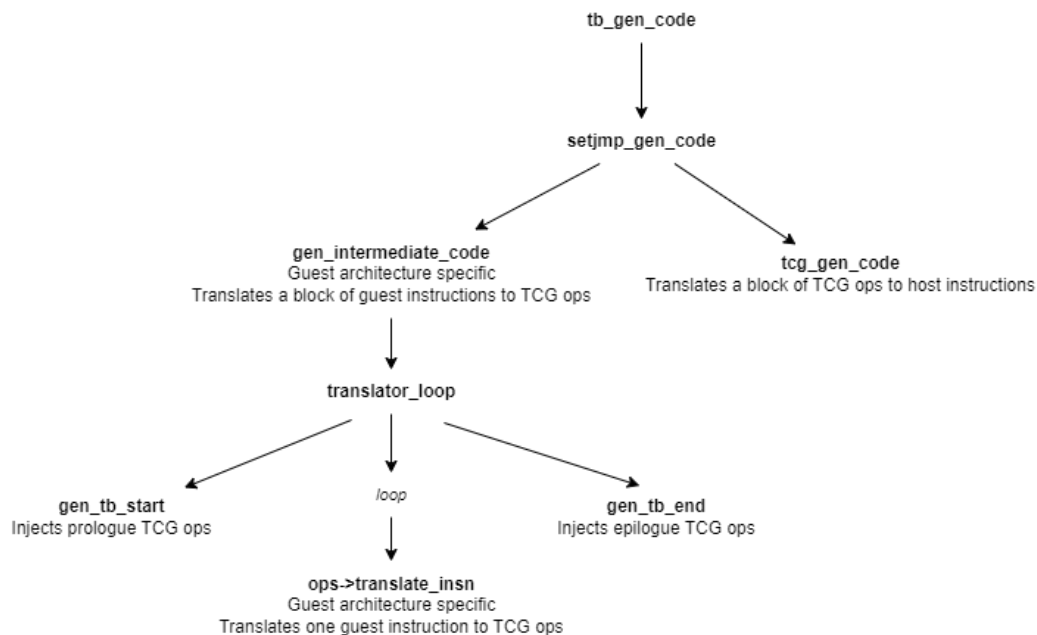 tb_gen_code
setjmp_gen_code
gen_intermediate_code
Guest architecture specific
Translates a block of guest instructions to TCG ops
tcg_gen_code
Translates a block of TCG ops to host instructions
translator_loop
gen_tb_start
Injects prologue TCG ops
loop
gen_tb_end
Injects epilogue TCG ops
ops->translate_insn
Guest architecture specific
Translates one guest instruction to TCG ops